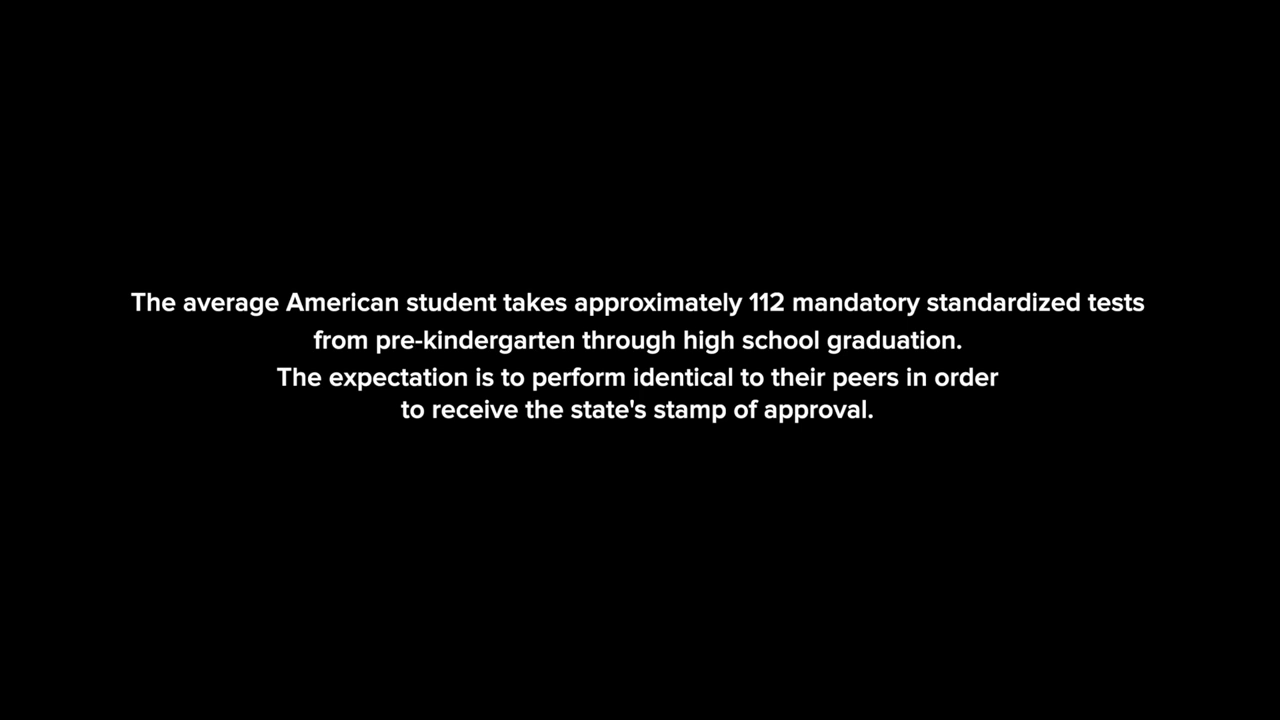 The average American student takes approximately 112 mandatory standardized tests
from pre-kindergarten through high school graduation.
The expectation is to perform identical to their peers in order
to receive the state's stamp of approval.